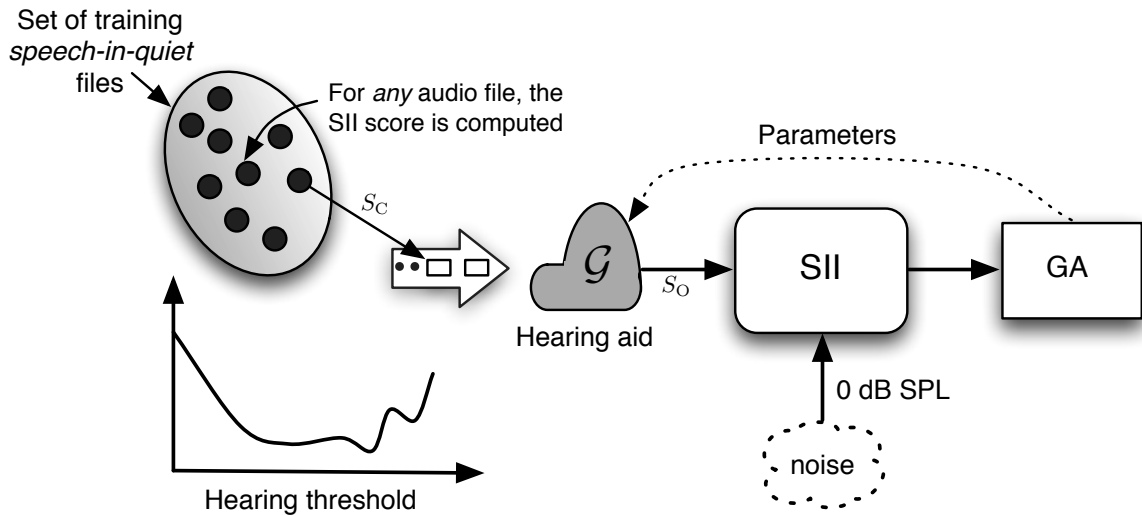 Set of training
speech-in-quiet
files
For any audio file, the
SII score is computed
Parameters
S_C
G
S_O
SII
GA
Hearing aid
0 dB SPL
noise
Hearing threshold